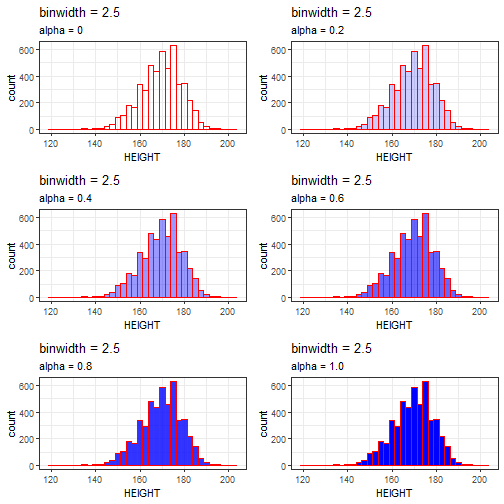 binwidth = 2.5
alpha = 0
600
400
200
0
count
120 140 160 180 200
HEIGHT
binwidth = 2.5
alpha = 0.2
600
400
200
0
count
120 140 160 180 200
HEIGHT
binwidth = 2.5
alpha = 0.4
600
400
200
0
count
120 140 160 180 200
HEIGHT
binwidth = 2.5
alpha = 0.6
600
400
200
0
count
120 140 160 180 200
HEIGHT
binwidth = 2.5
alpha = 0.8
600
400
200
0
count
120 140 160 180 200
HEIGHT
binwidth = 2.5
alpha = 1.0
600
400
200
0
count
120 140 160 180 200
HEIGHT